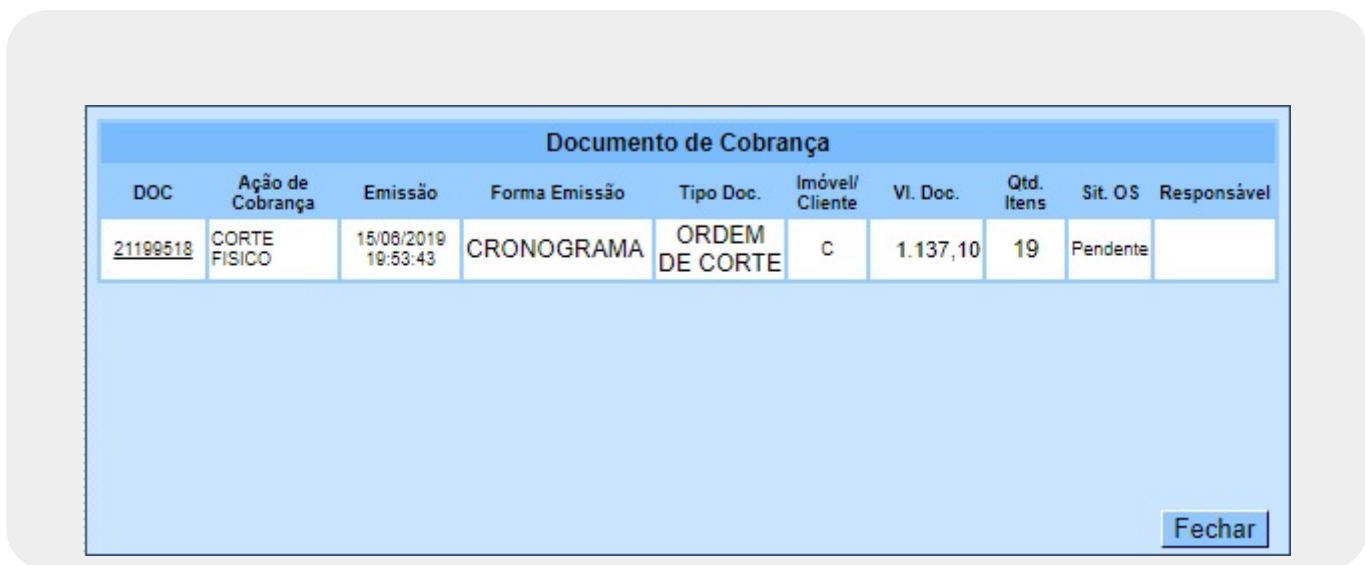 Documento de Cobrança
DOC Ação de Cobrança Emissão Forma Emissão Tipo Doc. Imóvel/ Cliente Vl. Doc. Qtd. Itens Sit. OS Responsável
21199518 CORTE FISICO 15/06/2019 19:53:43 CRONOGRAMA ORDEM DE CORTE C 1.137,10 19 Pendente
Fechar